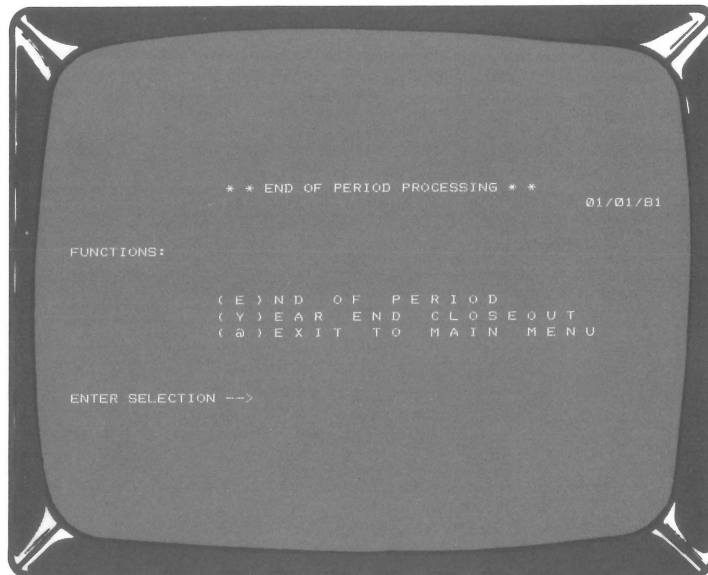 * * END OF PERIOD PROCESSING * *
01/01/81
FUNCTIONS:
(E)ND OF PERIOD
(Y)EAR END CLOSEOUT
(@)EXIT TO MAIN MENU
ENTER SELECTION -->